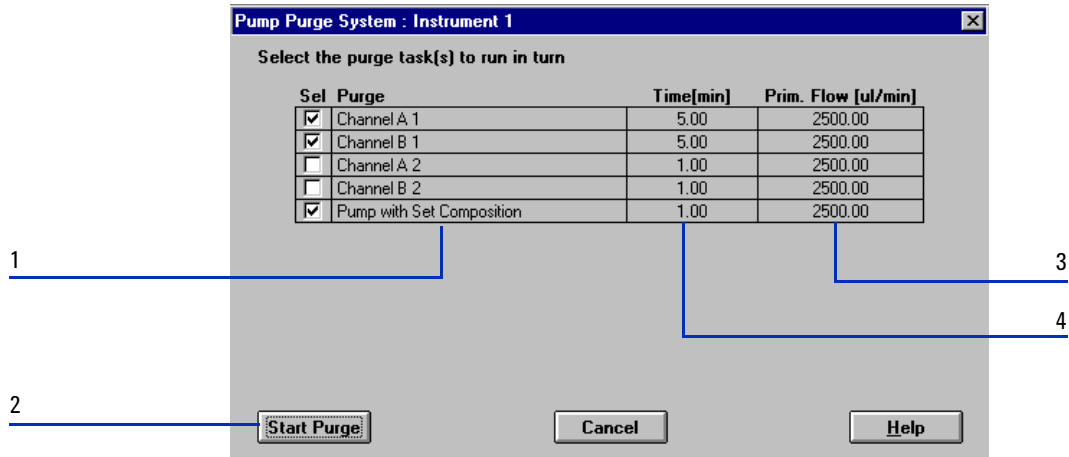 Pump Purge System : Instrument 1
Select the purge task(s) to run in turn
Sel Purge Time[min] Prim. Flow [ul/min]
Channel A 1 5.00 2500.00
Channel B 1 5.00 2500.00
Channel A 2 1.00 2500.00
Channel B 2 1.00 2500.00
Pump with Set Composition 1.00 2500.00
1
3
4
2
Start Purge Cancel Help